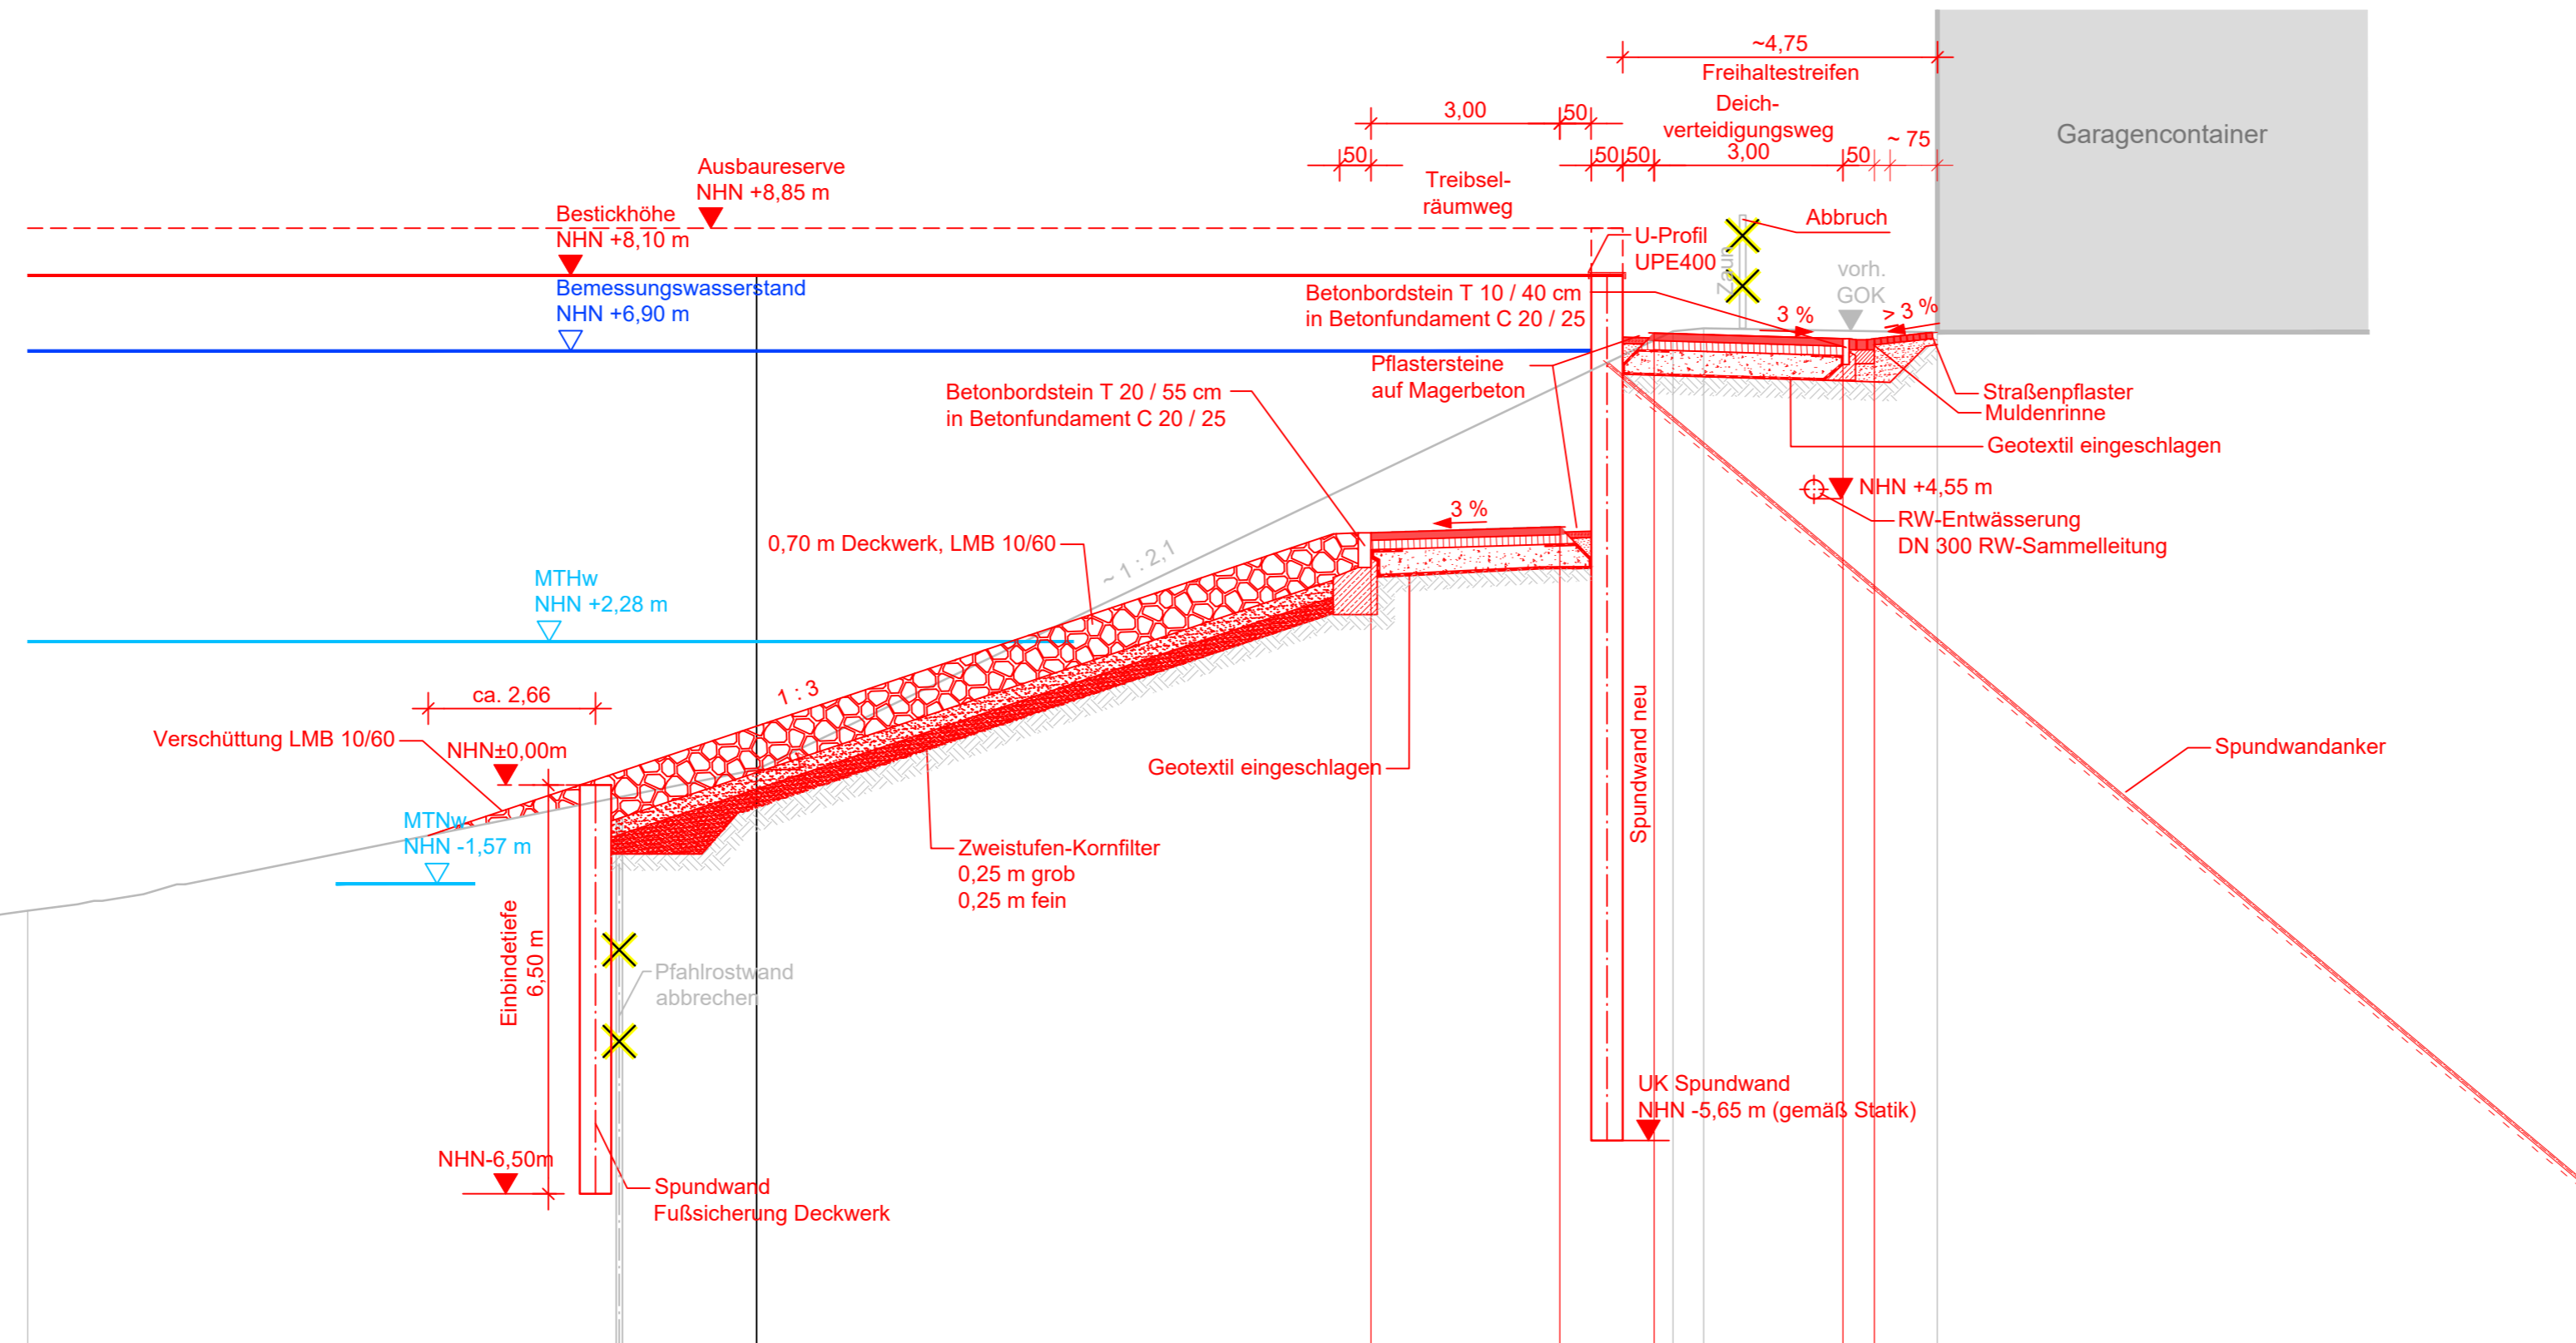 ~4,75
Freihaltestreifen
Deich-
verteidigungsweg
3,00
50
~ 75
Garagencontainer
3,00
50
50
50
50
Treibsel-
räumweg
Ausbaureserve
NHN +8,85 m
Bestickhöhe
NHN +8,10 m
Bemessungswasserstand
NHN +6,90 m
U-Profil
UPE400
Zaun
Abbruch
vorh.
GOK
3 %
> 3 %
Betonbordstein T 10 / 40 cm
in Betonfundament C 20 / 25
Pflastersteine
auf Magerbeton
Betonbordstein T 20 / 55 cm
in Betonfundament C 20 / 25
Straßenpflaster
Muldenrinne
Geotextil eingeschlagen
NHN +4,55 m
RW-Entwässerung
DN 300 RW-Sammelleitung
3 %
0,70 m Deckwerk, LMB 10/60
~ 1 : 2,1
MTHw
NHN +2,28 m
1 : 3
ca. 2,66
Verschüttung LMB 10/60
NHN±0,00m
MTNw
NHN -1,57 m
Geotextil eingeschlagen
Spundwand neu
Spundwandanker
Zweistufen-Kornfilter
0,25 m grob
0,25 m fein
Einbindetiefe
6,50 m
Pfahlrostwand
abbrechen
UK Spundwand
NHN -5,65 m (gemäß Statik)
NHN-6,50m
Spundwand
Fußsicherung Deckwerk